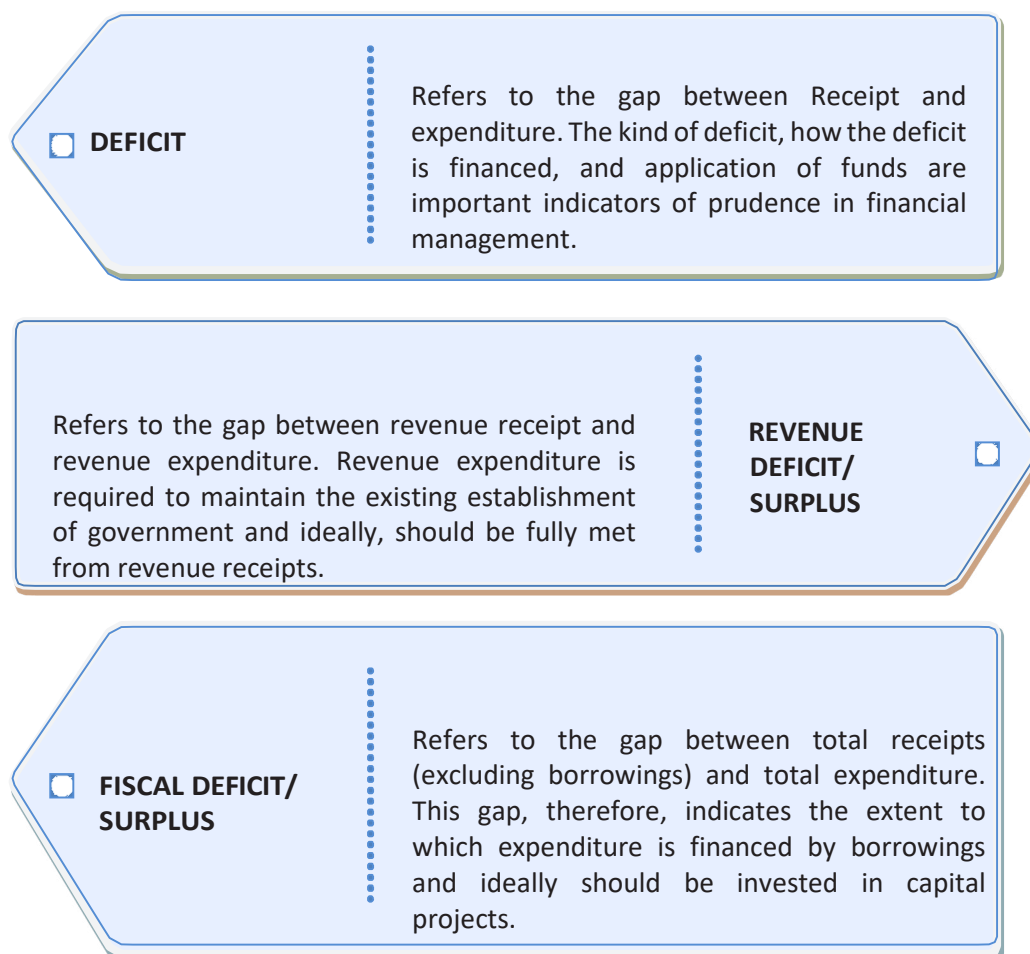 DEFICIT
Refers to the gap between Receipt and
expenditure. The kind of deficit, how the deficit
is financed, and application of funds are
important indicators of prudence in financial
management.
Refers to the gap between revenue receipt and
revenue expenditure. Revenue expenditure is
required to maintain the existing establishment
of government and ideally, should be fully met
from revenue receipts.
REVENUE
DEFICIT/
SURPLUS
FISCAL DEFICIT/
SURPLUS
Refers to the gap between total receipts
(excluding borrowings) and total expenditure.
This gap, therefore, indicates the extent to
which expenditure is financed by borrowings
and ideally should be invested in capital
projects.